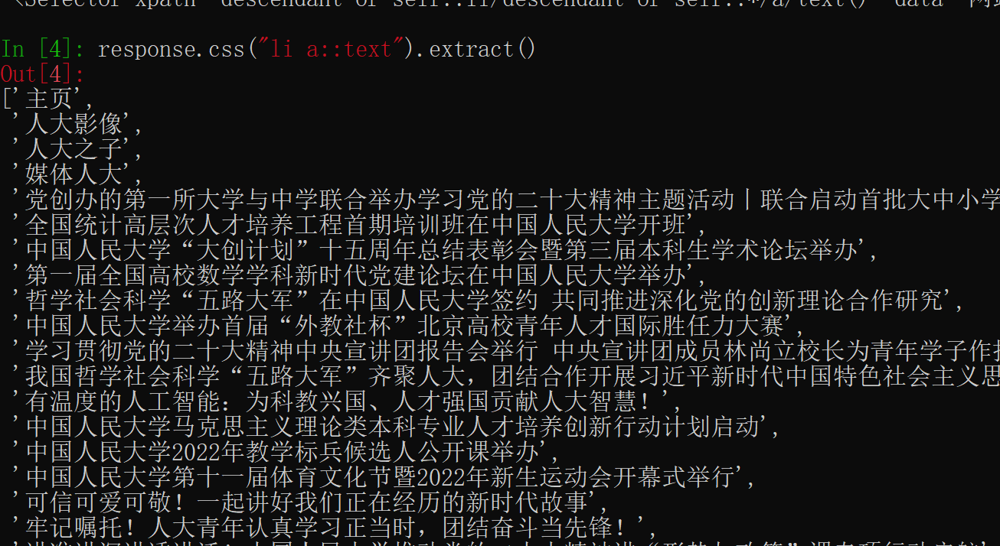 In [4]: response.css("li a::text").extract()
Out[4]:
['主页',
'人大影像',
'人大之子',
'媒体人大',
'党创办的第一所大学与中学联合举办学习党的二十大精神主题活动丨联合启动首批大中小学
'全国统计高层次人才培养工程首期培训班在中国人民大学开班',
'中国人民大学“大创计划”十五周年总结表彰会暨第三届本科生学术论坛举办',
'第一届全国高校数学学科新时代党建论坛在中国人民大学举办',
'哲学社会科学“五路大军”在中国人民大学签约 共同推进深化党的创新理论合作研究',
'中国人民大学举办首届“外教社杯”北京高校青年人才国际胜任力大赛',
'学习贯彻党的二十大精神中央宣讲团报告会举行 中央宣讲团成员林尚立校长为青年学子作
'我国哲学社会科学“五路大军”齐聚人大，团结合作开展习近平新时代中国特色社会主义思
'有温度的人工智能：为科教兴国、人才强国贡献人大智慧！',
'中国人民大学马克思主义理论类本科专业人才培养创新行动计划启动',
'中国人民大学2022年教学标兵候选人公开课举办',
'中国人民大学第十一届体育文化节暨2022年新生运动会开幕式举行',
'可信可爱可敬！一起讲好我们正在经历的新时代故事',
'牢记嘱托！人大青年认真学习正当时，团结奋斗当先锋！',